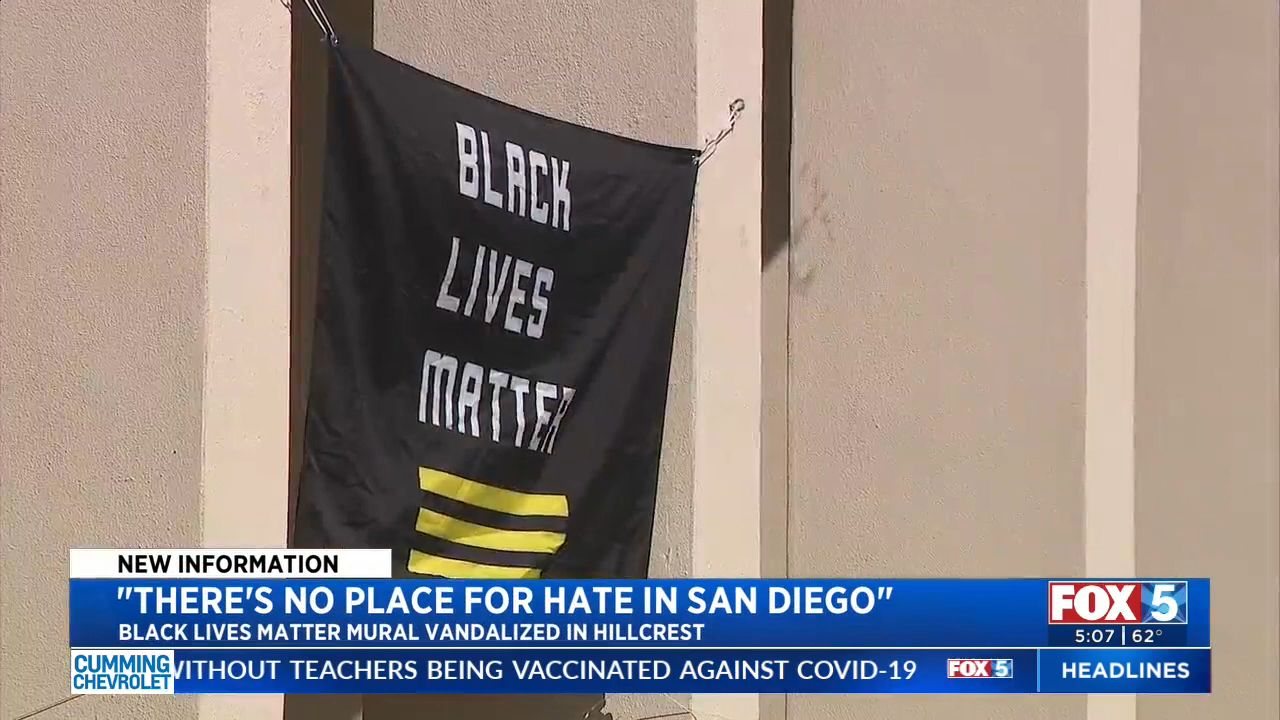 BLACK
LIVES
MATTER
NEW INFORMATION
"THERE'S NO PLACE FOR HATE IN SAN DIEGO"
BLACK LIVES MATTER MURAL VANDALIZED IN HILLCREST
FOX 5
5:07 | 62°
CUMMING
CHEVROLET
WITHOUT TEACHERS BEING VACCINATED AGAINST COVID-19
FOX 5
HEADLINES